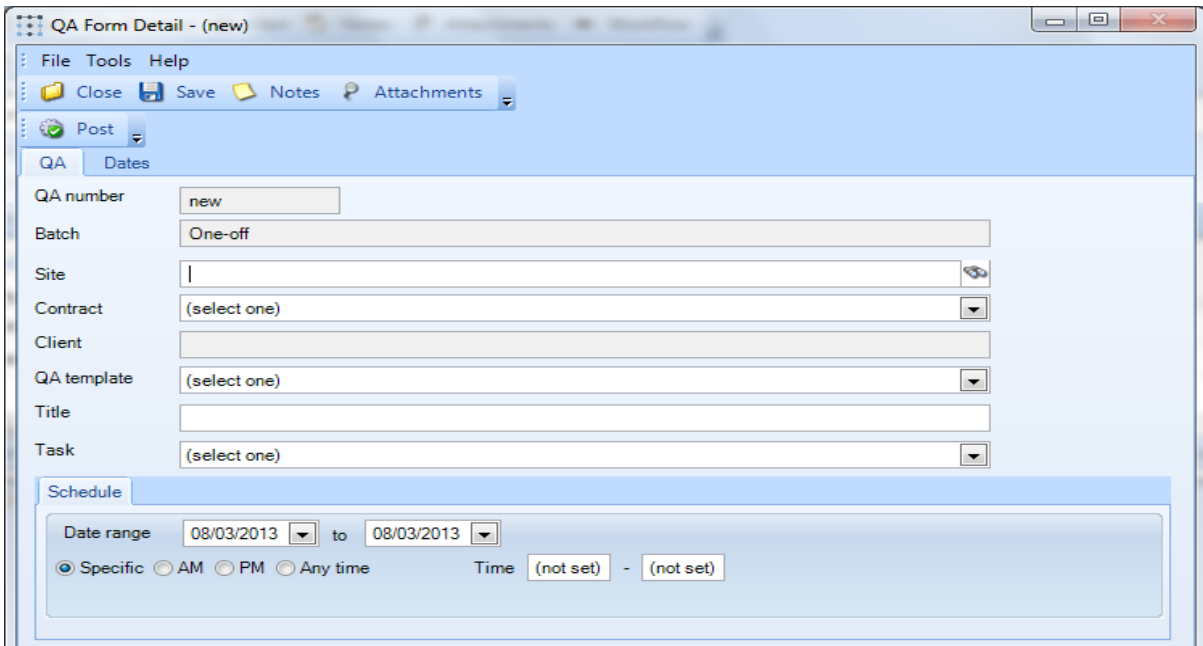 QA Form Detail - (new)
File Tools Help
Close Save Notes Attachments
Post
QA Dates
QA number new
Batch One-off
Site
Contract (select one)
Client
QA template (select one)
Title
Task (select one)
Schedule
Date range 08/03/2013 to 08/03/2013
Specific AM PM Any time Time (not set) - (not set)